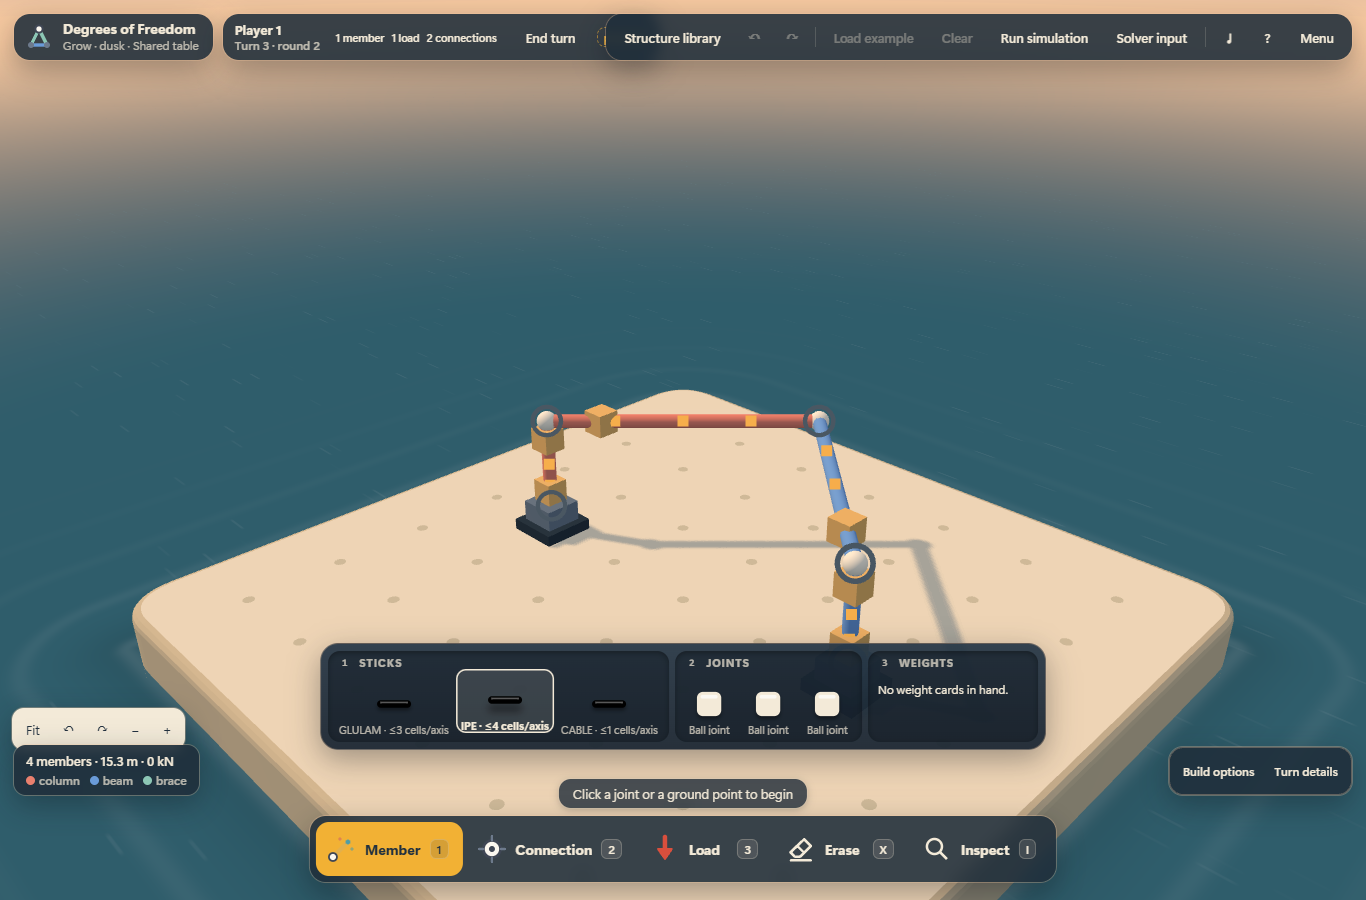 Degrees of Freedom
Grow · dusk · Shared table
Player 1
Turn 3 · round 2
1 member 1 load 2 connections
End turn
Structure library
Load example
Clear
Run simulation
Solver input
?
Menu
1 STICKS
GLULAM · ≤3 cells/axis
IPE · ≤4 cells/axis
CABLE · ≤1 cells/axis
2 JOINTS
Ball joint
Ball joint
Ball joint
3 WEIGHTS
No weight cards in hand.
Fit
4 members · 15.3 m · 0 kN
column beam brace
Build options
Turn details
Click a joint or a ground point to begin
Member 1
Connection 2
Load 3
Erase X
Inspect I